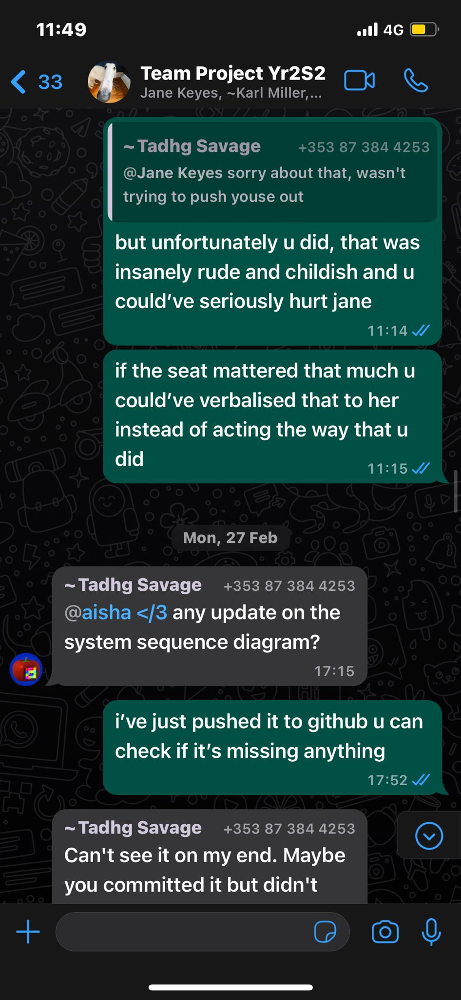 11:49
4G
33
Team Project Yr2S2
Jane Keyes, ~Karl Miller,...
~Tadhg Savage +353 87 384 4253
@Jane Keyes sorry about that, wasn't
trying to push youse out
but unfortunately u did, that was
insanely rude and childish and u
could’ve seriously hurt jane
11:14
if the seat mattered that much u
could’ve verbalised that to her
instead of acting the way that u
did
11:15
Mon, 27 Feb
~Tadhg Savage +353 87 384 4253
@aisha </3 any update on the
system sequence diagram?
17:15
i’ve just pushed it to github u can
check if it’s missing anything
17:52
~Tadhg Savage +353 87 384 4253
Can't see it on my end. Maybe
you committed it but didn't